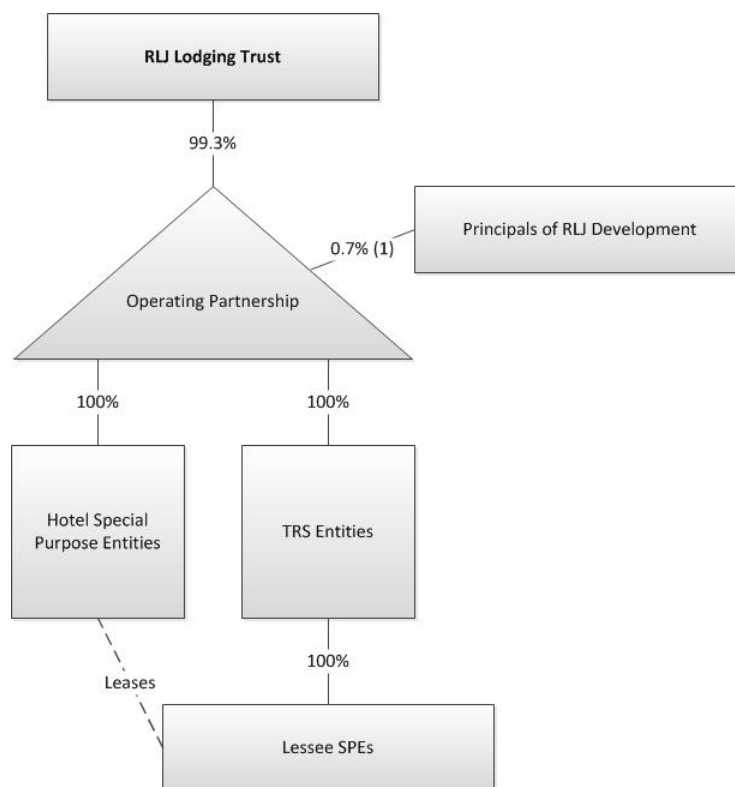 RLJ Lodging Trust
99.3%
Principals of RLJ Development
0.7% (1)
Operating Partnership
100%
100%
Hotel Special
Purpose Entities
TRS Entities
100%
Leases
Lessee SPEs